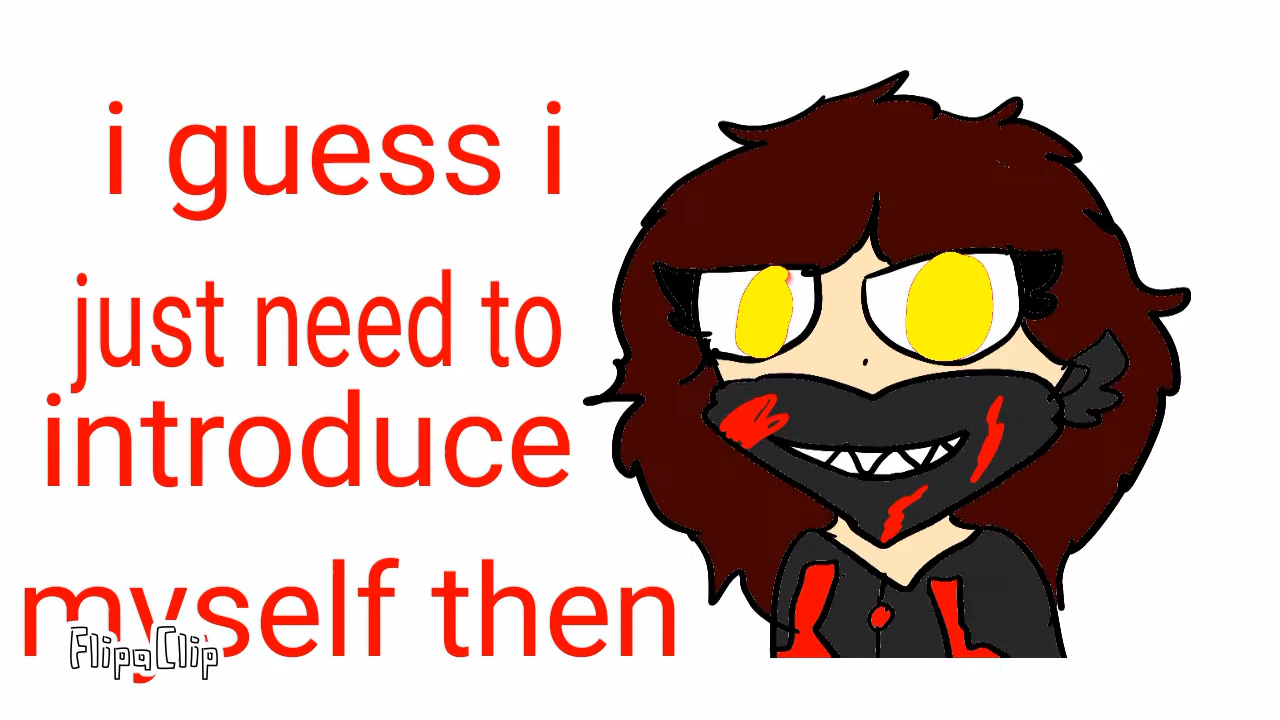 i guess i
just need to
introduce
myself then
FlipaClip